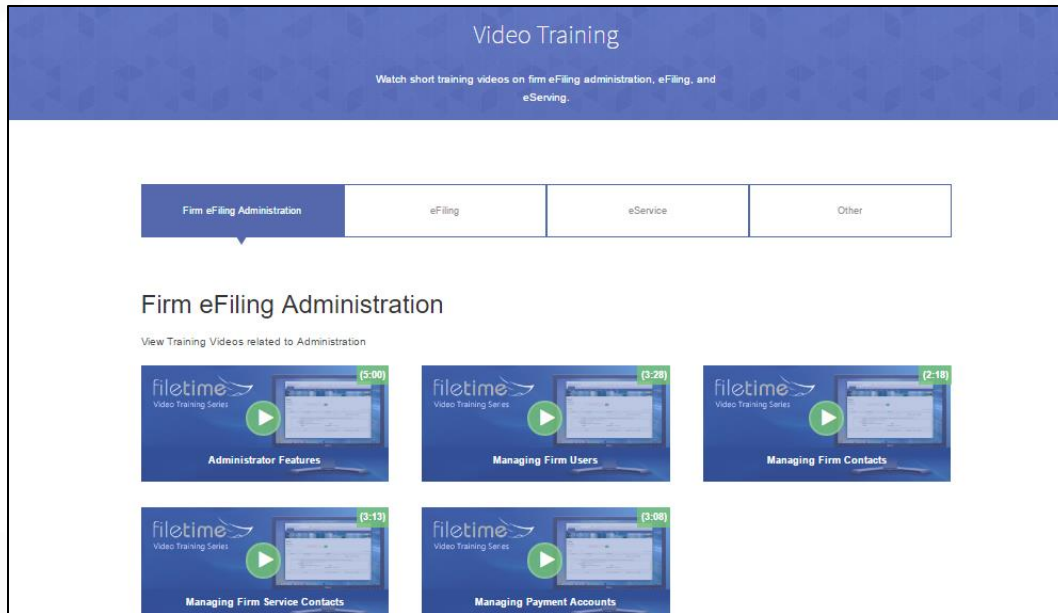 Video Training
Watch short training videos on firm eFiling administration, eFiling, and
eServing.
Firm eFiling Administration
eFiling
eService
Other
Firm eFiling Administration
View Training Videos related to Administration
(5:00)
filetime
Video Training Series
Administrator Features
(3:28)
filetime
Video Training Series
Managing Firm Users
(2:18)
filetime
Video Training Series
Managing Firm Contacts
(3:13)
filetime
Video Training Series
Managing Firm Service Contacts
(3:08)
filetime
Video Training Series
Managing Payment Accounts